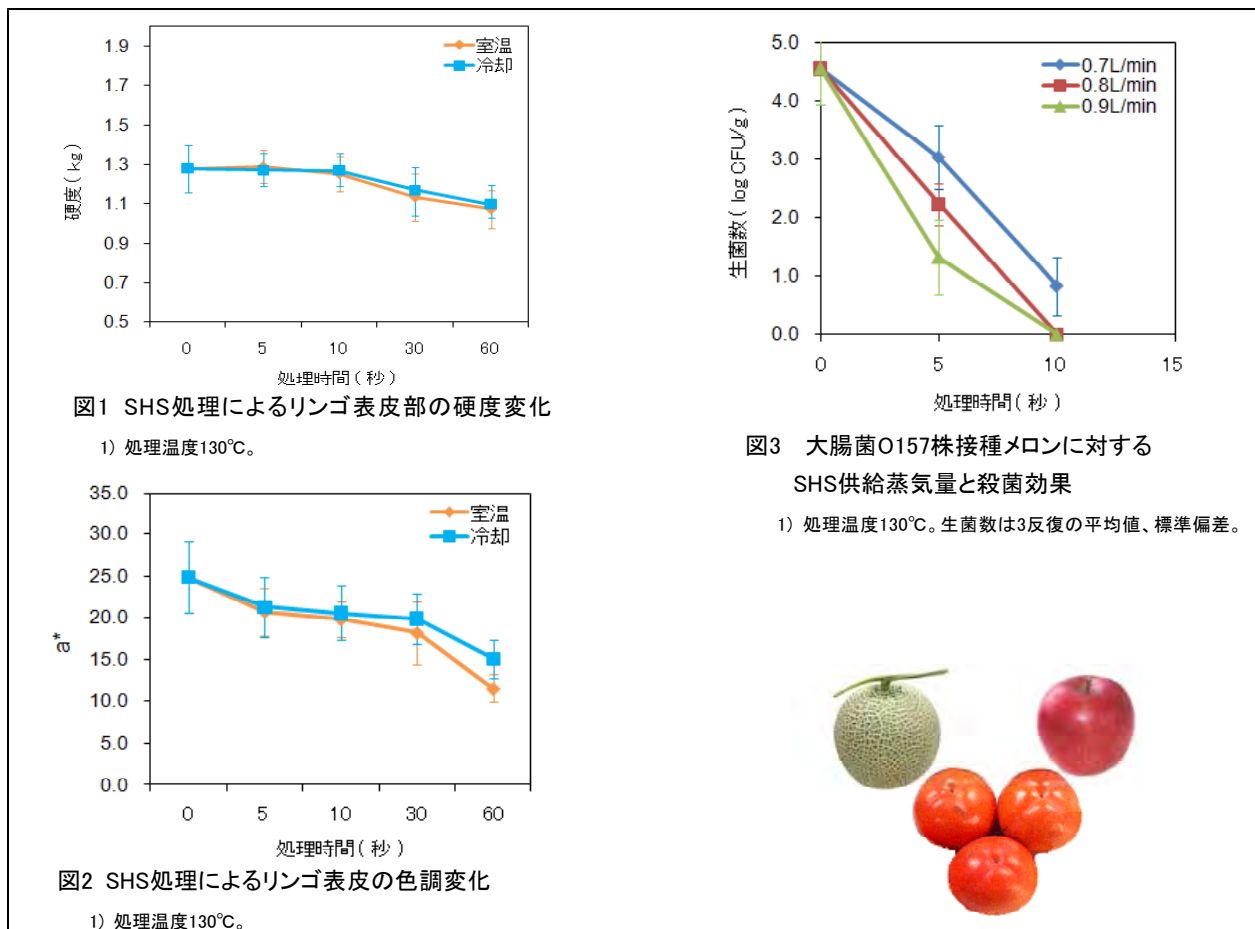 1.9
1.7
1.5
1.3
1.1
0.9
0.7
0.5
硬度(kg)
室温
冷却
0 5 10 30 60
処理時間(秒)
図1 SHS処理によるリンゴ表皮部の硬度変化
1) 処理温度130℃。
35.0
30.0
25.0
20.0
15.0
10.0
5.0
0.0
a*
室温
冷却
0 5 10 30 60
処理時間(秒)
図2 SHS処理によるリンゴ表皮の色調変化
1) 処理温度130℃。
5.0
4.0
3.0
2.0
1.0
0.0
生菌数(log CFU/g)
0.7L/min
0.8L/min
0.9L/min
0 5 10 15
処理時間(秒)
図3 大腸菌O157株接種メロンに対する
SHS供給蒸気量と殺菌効果
1) 処理温度130℃。生菌数は3反復の平均値、標準偏差。